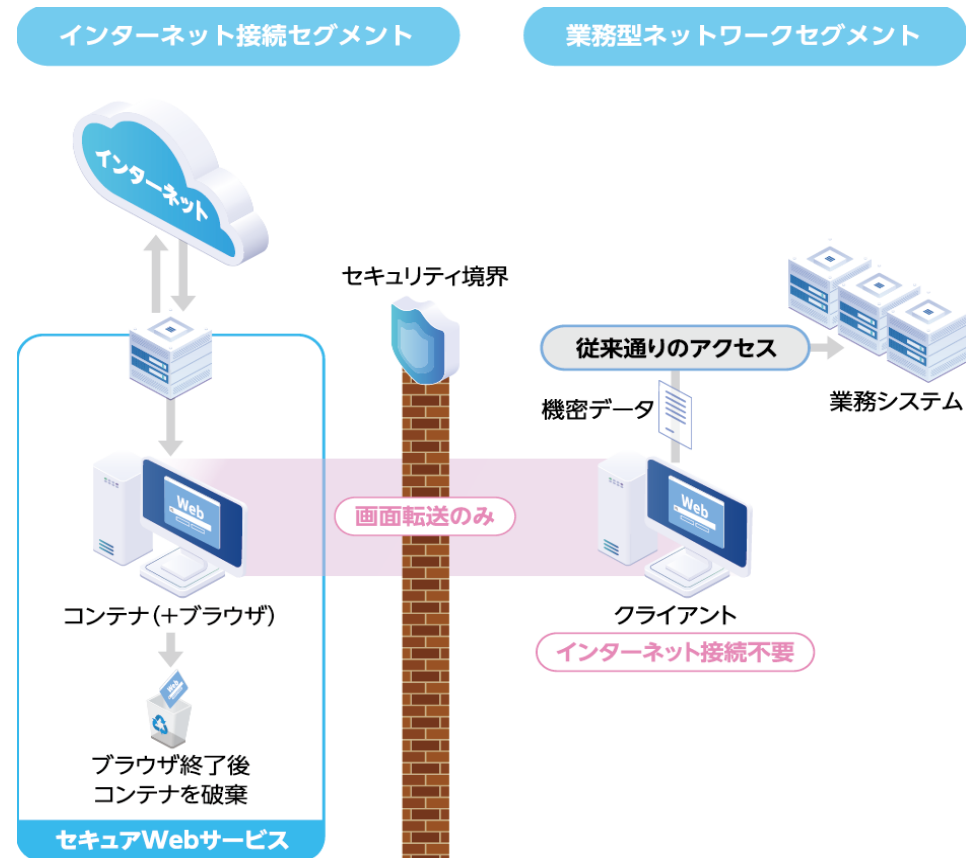 インターネット接続セグメント
業務型ネットワークセグメント
インターネット
セキュリティ境界
従来通りのアクセス
機密データ
業務システム
Web
画面転送のみ
Web
コンテナ(+ブラウザ)
クライアント
インターネット接続不要
Web
ブラウザ終了後
コンテナを破棄
セキュアWebサービス